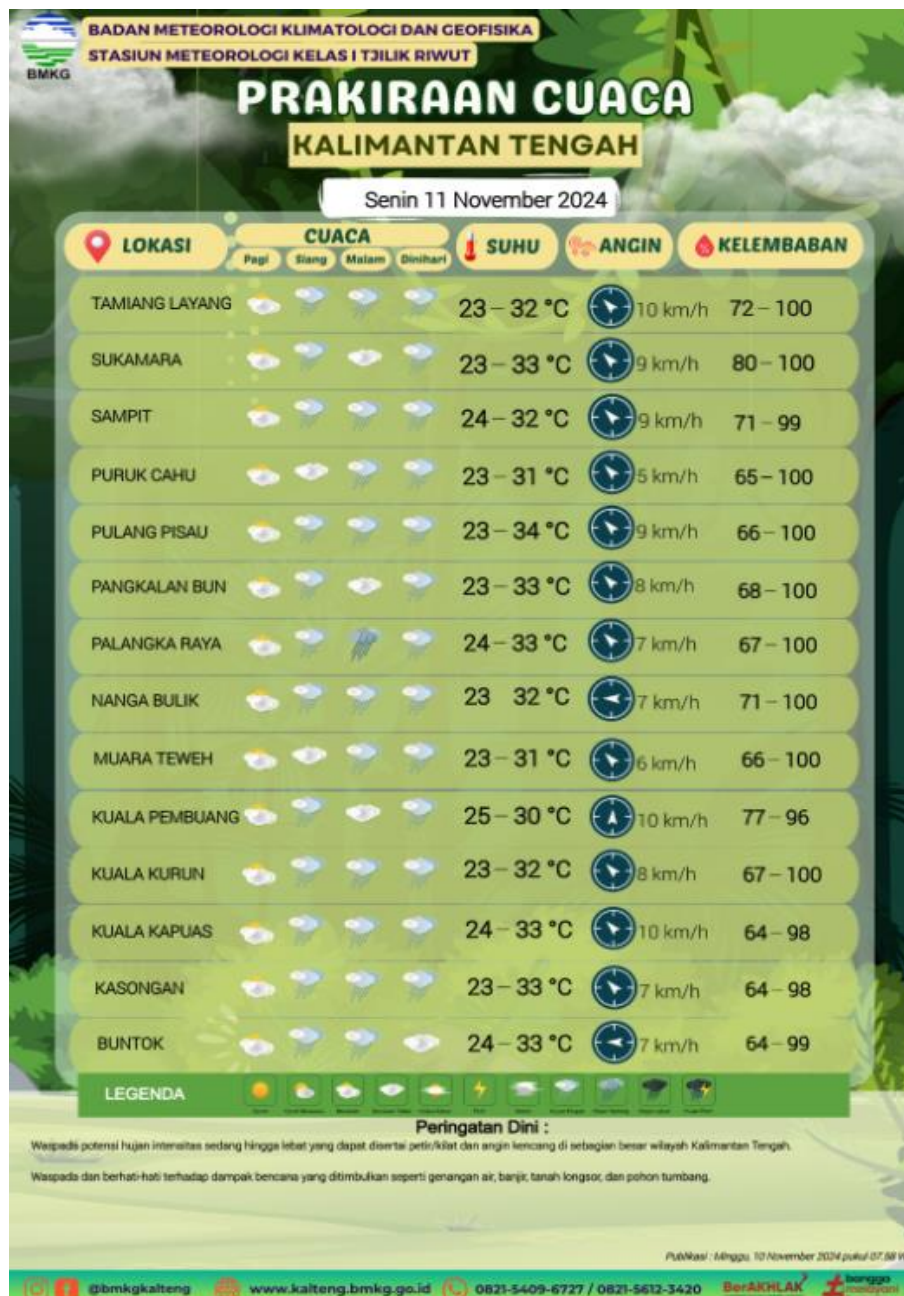 BADAN METEOROLOGI KLIMATOLOGI DAN GEOFISIKA
STASIUN METEOROLOGI KELAS I TJILIK RIWUT
BMKG
PRAKIRAAN CUACA
KALIMANTAN TENGAH
Senin 11 November 2024
LOKASI CUACA SUHU ANGIN KELEMBABAN
Pagi Siang Malam Dinihari
TAMIANG LAYANG 23 – 32 °C 10 km/h 72 – 100
SUKAMARA 23 – 33 °C 9 km/h 80 – 100
SAMPIT 24 – 32 °C 9 km/h 71 – 99
PURUK CAHU 23 – 31 °C 5 km/h 65 – 100
PULANG PISAU 23 – 34 °C 9 km/h 66 – 100
PANGKALAN BUN 23 – 33 °C 8 km/h 68 – 100
PALANGKA RAYA 24 – 33 °C 7 km/h 67 – 100
NANGA BULIK 23 32 °C 7 km/h 71 – 100
MUARA TEWEH 23 – 31 °C 6 km/h 66 – 100
KUALA PEMBUANG 25 – 30 °C 10 km/h 77 – 96
KUALA KURUN 23 – 32 °C 8 km/h 67 – 100
KUALA KAPUAS 24 – 33 °C 10 km/h 64 – 98
KASONGAN 23 – 33 °C 7 km/h 64 – 98
BUNTOK 24 – 33 °C 7 km/h 64 – 99
LEGENDA
Peringatan Dini :
Waspada potensi hujan intensitas sedang hingga lebat yang dapat disertai petir/kilat dan angin kencang di sebagian besar wilayah Kalimantan Tengah.
Waspada dan berhati-hati terhadap dampak bencana yang ditimbulkan seperti genangan air, banjir, tanah longsor, dan pohon tumbang.
Publikasi : Minggu, 10 November 2024 pukul 07.58 W
@bmkgkalteng www.kalteng.bmkg.go.id 0821-5409-6727 / 0821-5612-3420 BerAKHLAK bangga